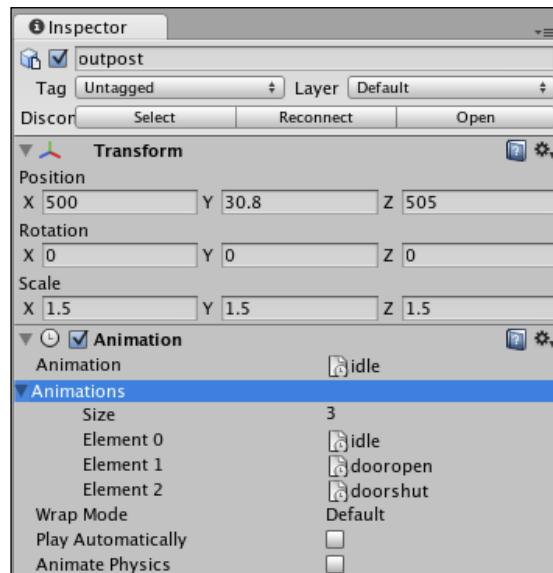 Inspector
outpost
Tag Untagged Layer Default
Discon Select Reconnect Open
Transform
Position
X 500 Y 30.8 Z 505
Rotation
X 0 Y 0 Z 0
Scale
X 1.5 Y 1.5 Z 1.5
Animation
Animation idle
Animations
Size 3
Element 0 idle
Element 1 dooropen
Element 2 doorshut
Wrap Mode Default
Play Automatically
Animate Physics